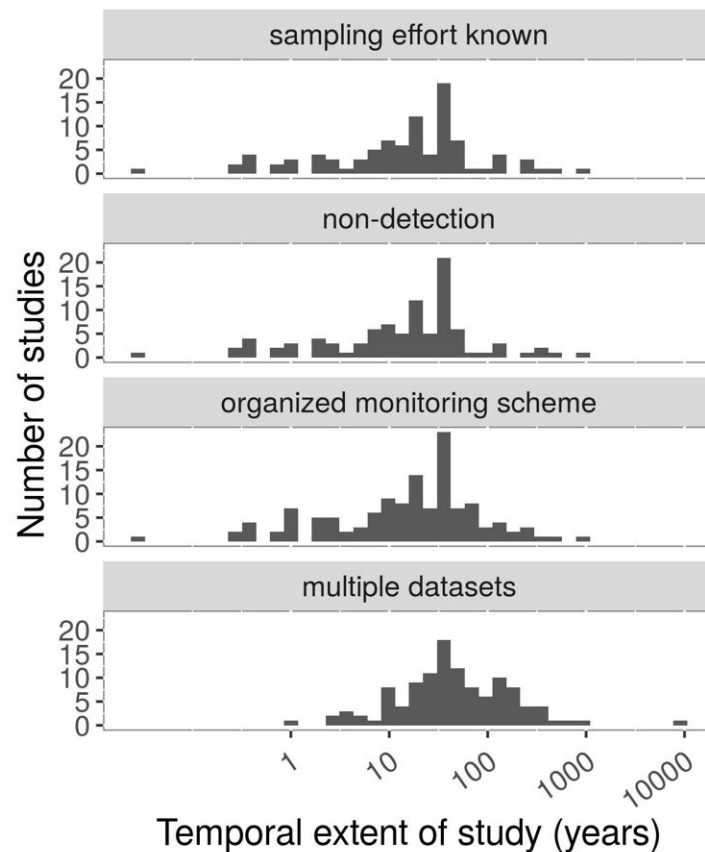 sampling effort known
20
15
10
5
0
non-detection
20
15
10
5
0
Number of studies
organized monitoring scheme
20
15
10
5
0
multiple datasets
20
15
10
5
0
1 10 100 1000 10000
Temporal extent of study (years)